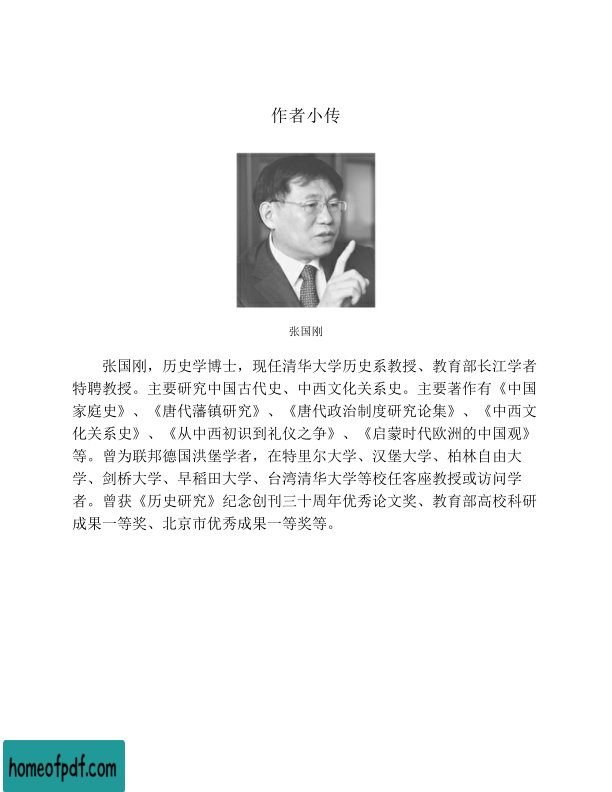 作者小传
张国刚
张国刚，历史学博士，现任清华大学历史系教授、教育部长江学者
特聘教授。主要研究中国古代史、中西文化关系史。主要著作有《中国
家庭史》、《唐代藩镇研究》、《唐代政治制度研究论集》、《中西文
化关系史》、《从中西初识到礼仪之争》、《启蒙时代欧洲的中国观》
等。曾为联邦德国洪堡学者，在特里尔大学、汉堡大学、柏林自由大
学、剑桥大学、早稻田大学、台湾清华大学等校任客座教授或访问学
者。曾获《历史研究》纪念创刊三十周年优秀论文奖、教育部高校科研
成果一等奖、北京市优秀成果一等奖等。
homeofpdf.com